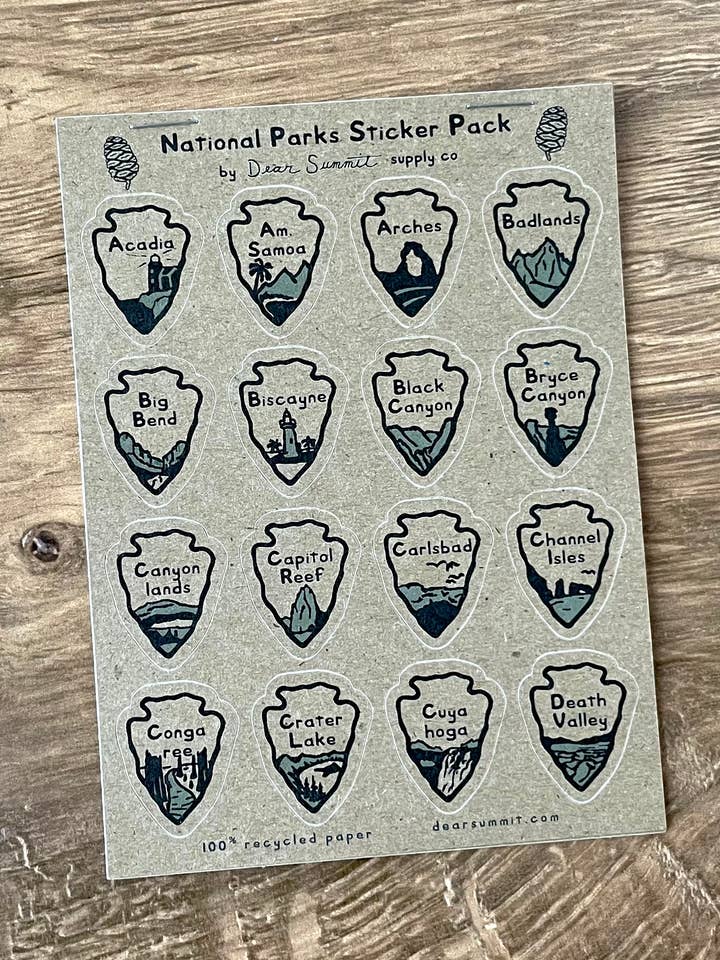 National Parks Sticker Pack
by Dear Summit supply co
Acadia
Am.
Samoa
Arches
Badlands
Big
Bend
Biscayne
Black
Canyon
Bryce
Canyon
Canyon
lands
Capitol
Reef
Carlsbad
Channel
Isles
Conga
ree
Crater
Lake
Cuya
hoga
Death
Valley
100% recycled paper
dearsummit.com